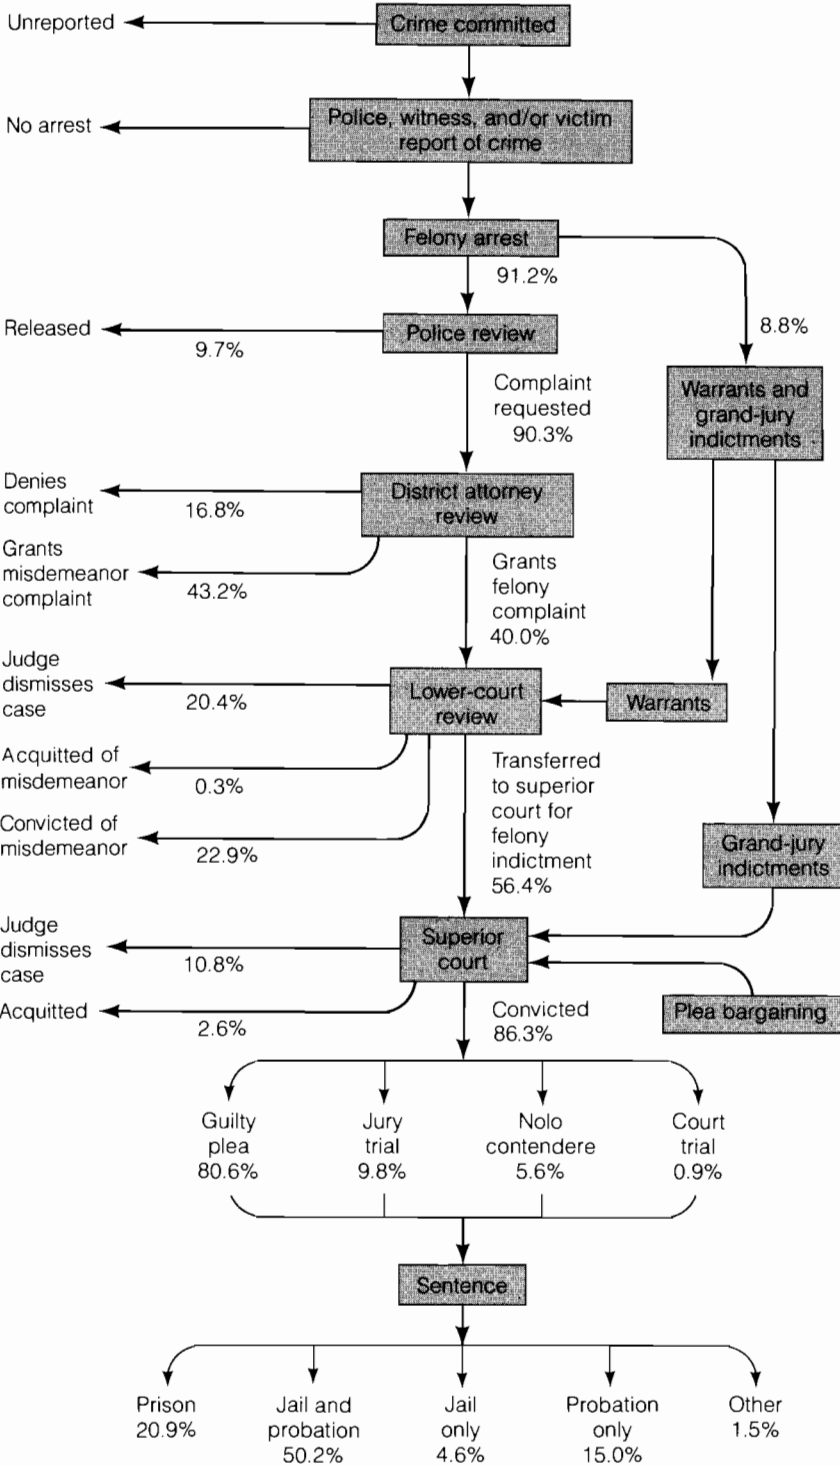 Crime committed
Unreported
Police, witness, and/or victim
report of crime
No arrest
Felony arrest
91.2%
8.8%
Police review
Released
9.7%
Complaint
requested
90.3%
Warrants and
grand-jury
indictments
District attorney
review
Denies
complaint
16.8%
Grants
misdemeanor
complaint
43.2%
Grants
felony
complaint
40.0%
Lower-court
review
Warrants
Judge
dismisses
case
20.4%
Acquitted of
misdemeanor
0.3%
Convicted of
misdemeanor
22.9%
Transferred
to superior
court for
felony
indictment
56.4%
Grand-jury
indictments
Superior
court
Judge
dismisses
case
10.8%
Acquitted
2.6%
Convicted
86.3%
Plea bargaining
Guilty
plea
80.6%
Jury
trial
9.8%
Nolo
contendere
5.6%
Court
trial
0.9%
Sentence
Prison
20.9%
Jail and
probation
50.2%
Jail
only
4.6%
Probation
only
15.0%
Other
1.5%